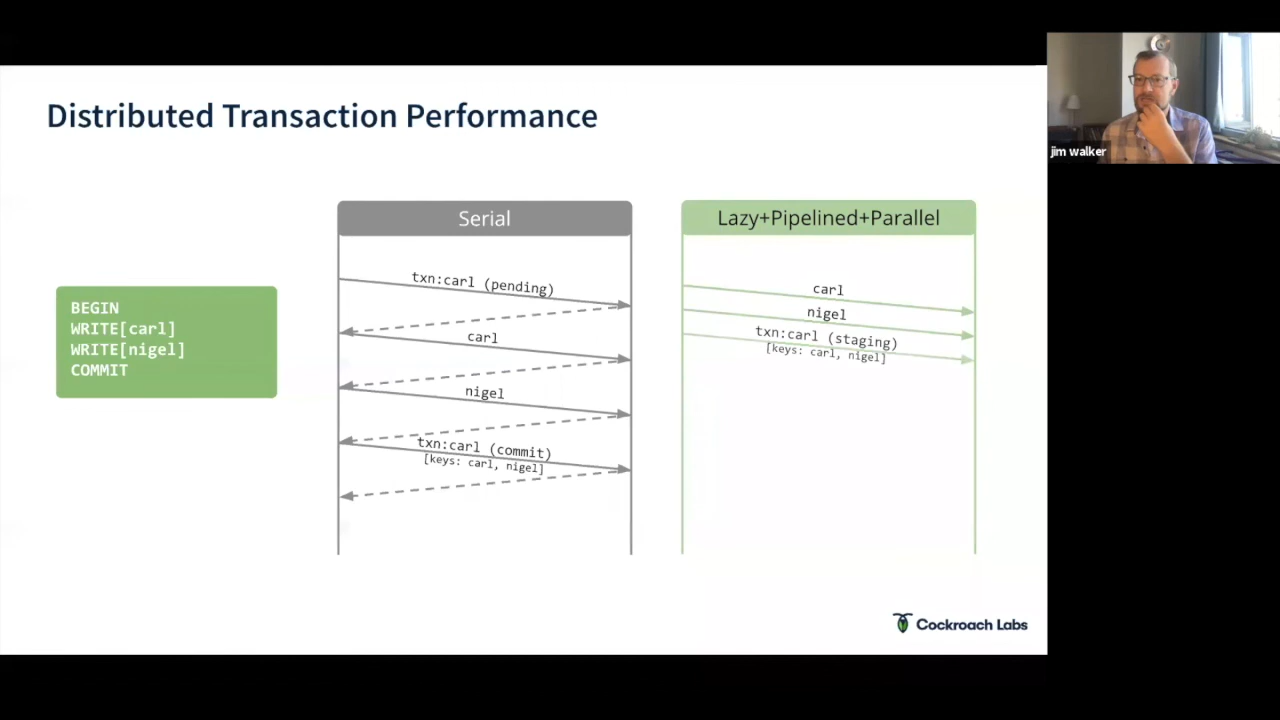 Distributed Transaction Performance
jim walker
BEGIN
WRITE[carl]
WRITE[nigel]
COMMIT
Serial
txn:carl (pending)
carl
nigel
txn:carl (commit)
[keys: carl, nigel]
Lazy+Pipelined+Parallel
carl
nigel
txn:carl (staging)
[keys: carl, nigel]
Cockroach Labs